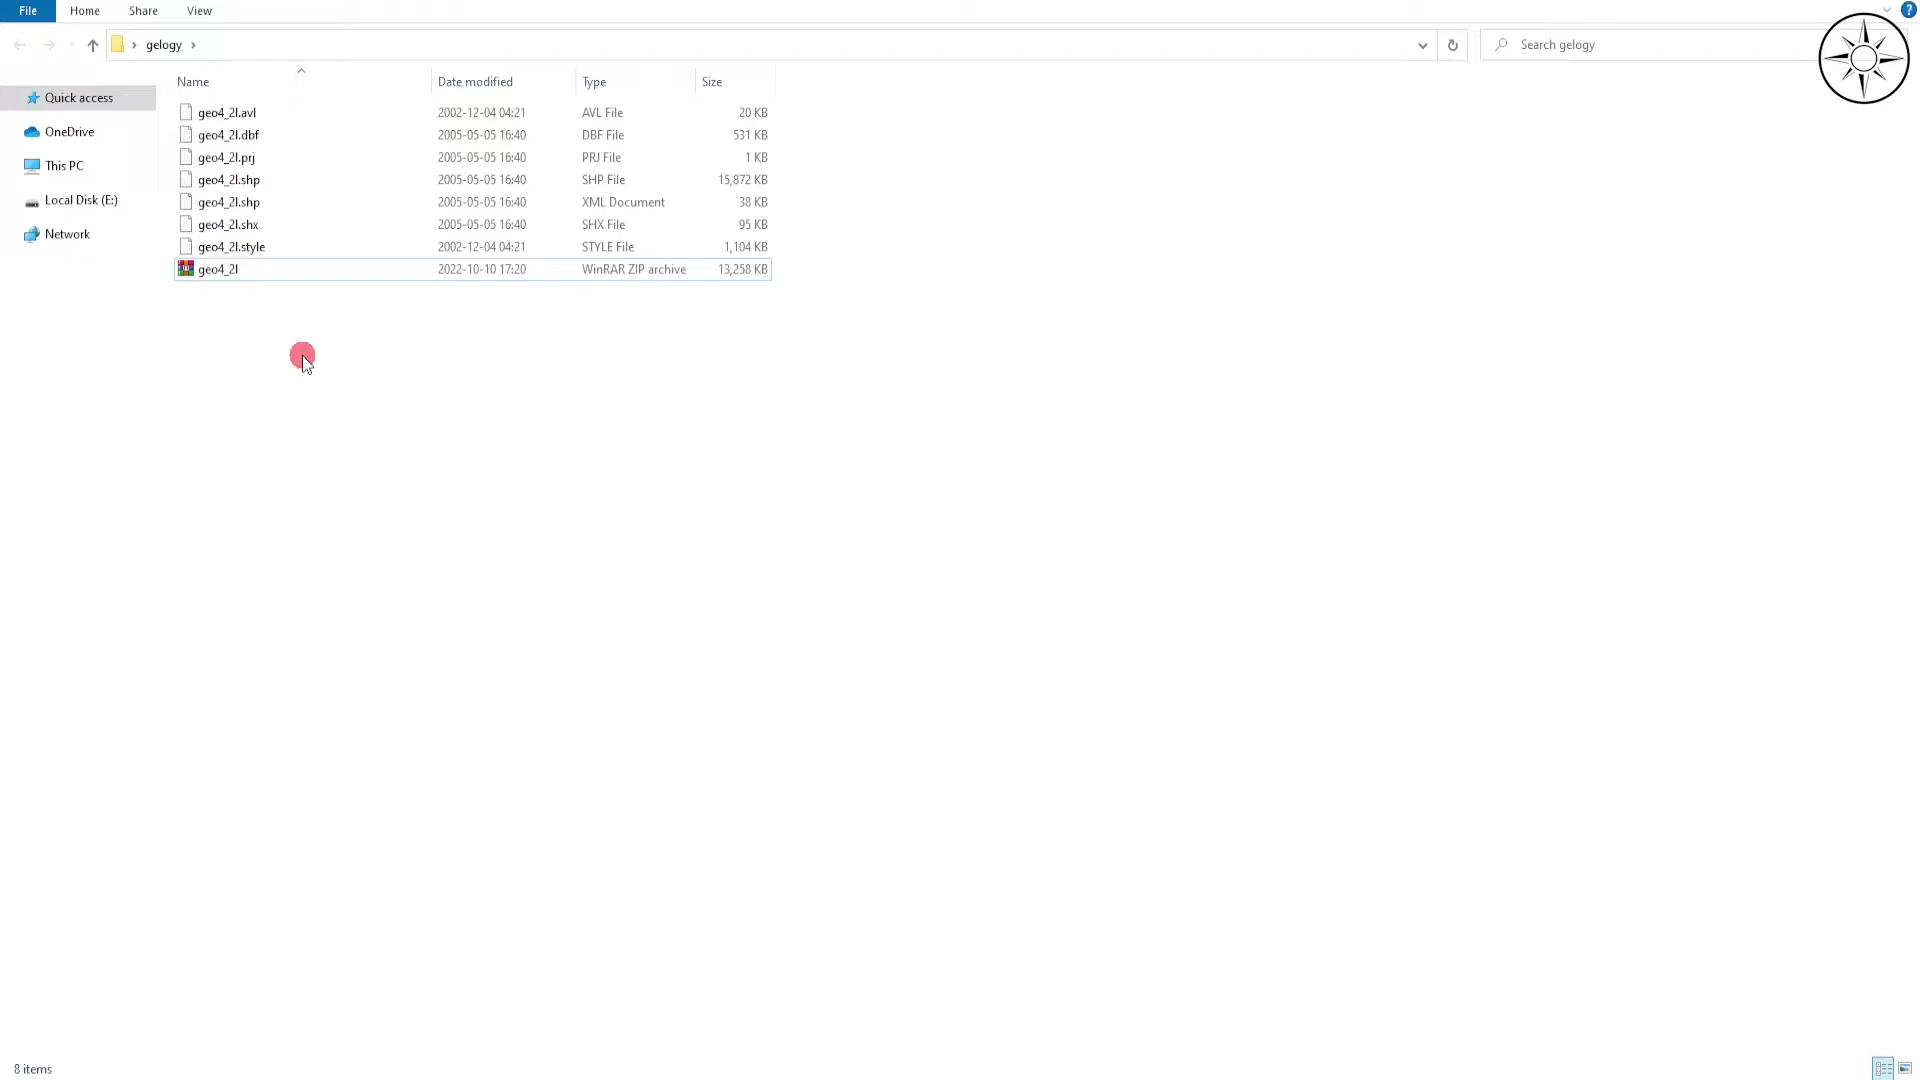 File Home Share View
gelogy
Search gelogy
Name Date modified Type Size
Quick access
OneDrive
This PC
Local Disk (E:)
Network
geo4_2l.avl 2002-12-04 04:21 AVL File 20 KB
geo4_2l.dbf 2005-05-05 16:40 DBF File 531 KB
geo4_2l.prj 2005-05-05 16:40 PRJ File 1 KB
geo4_2l.shp 2005-05-05 16:40 SHP File 15,872 KB
geo4_2l.shp 2005-05-05 16:40 XML Document 38 KB
geo4_2l.shx 2005-05-05 16:40 SHX File 95 KB
geo4_2l.style 2002-12-04 04:21 STYLE File 1,104 KB
geo4_2l 2022-10-10 17:20 WinRAR ZIP archive 13,258 KB
8 items